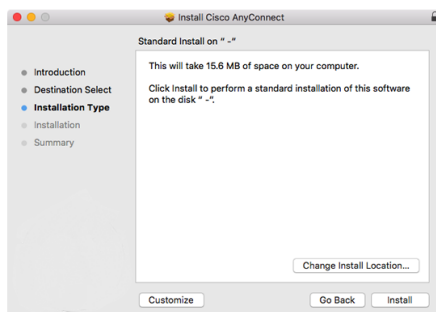 Install Cisco AnyConnect
Standard Install on “ -”
Introduction
Destination Select
Installation Type
Installation
Summary
This will take 15.6 MB of space on your computer.
Click Install to perform a standard installation of this software
on the disk “ -”.
Change Install Location...
Customize
Go Back
Install